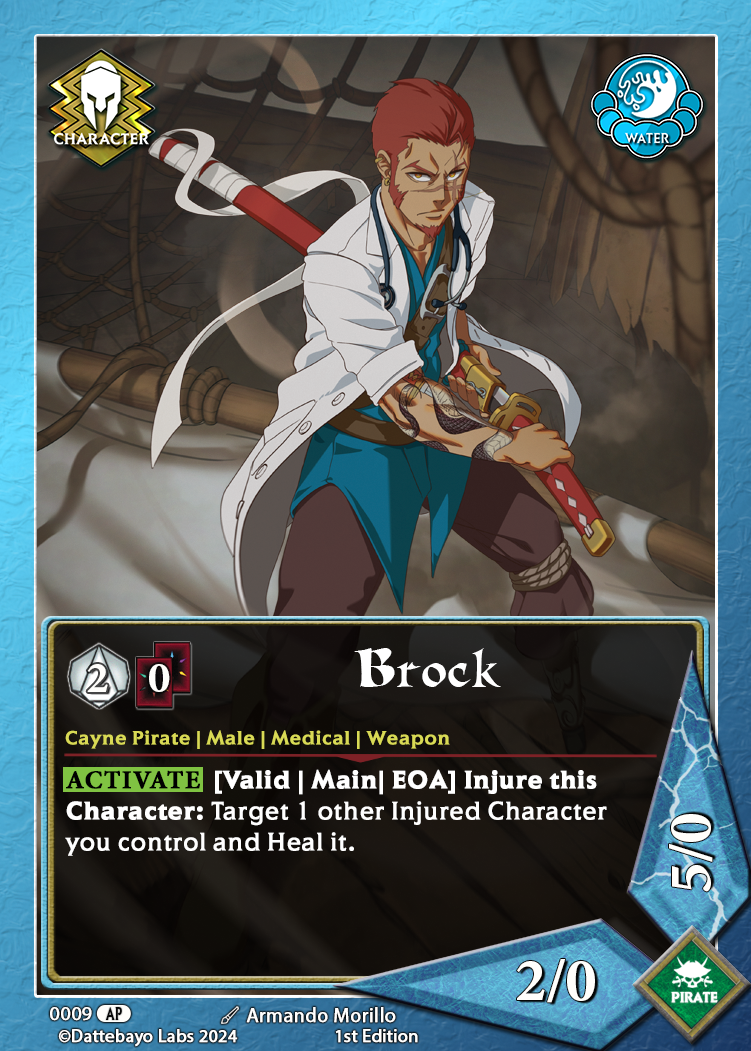 CHARACTER
WATER
2
0
Brock
Cayne Pirate | Male | Medical | Weapon
ACTIVATE [Valid | Main| EOA] Injure this
Character: Target 1 other Injured Character
you control and Heal it.
5/0
2/0
PIRATE
0009 AP Armando Morillo
©Dattebayo Labs 2024 1st Edition